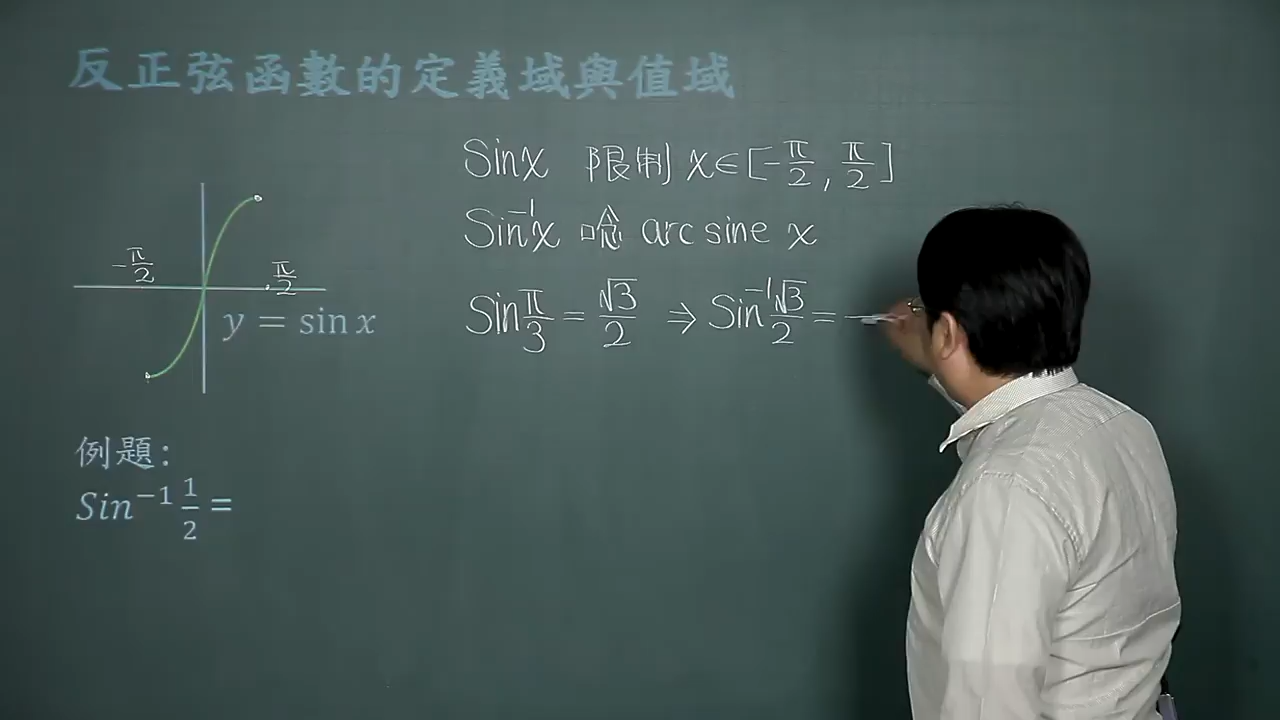 反正弦函數的定義域與值域
Sinx 限制 x∈[-π/2, π/2]
Sin⁻¹x 唸 arc sine x
Sin π/3 = √3/2 ⇒ Sin⁻¹ √3/2 =
-π/2
π/2
y = sin x
例題:
Sin⁻¹ 1/2 =